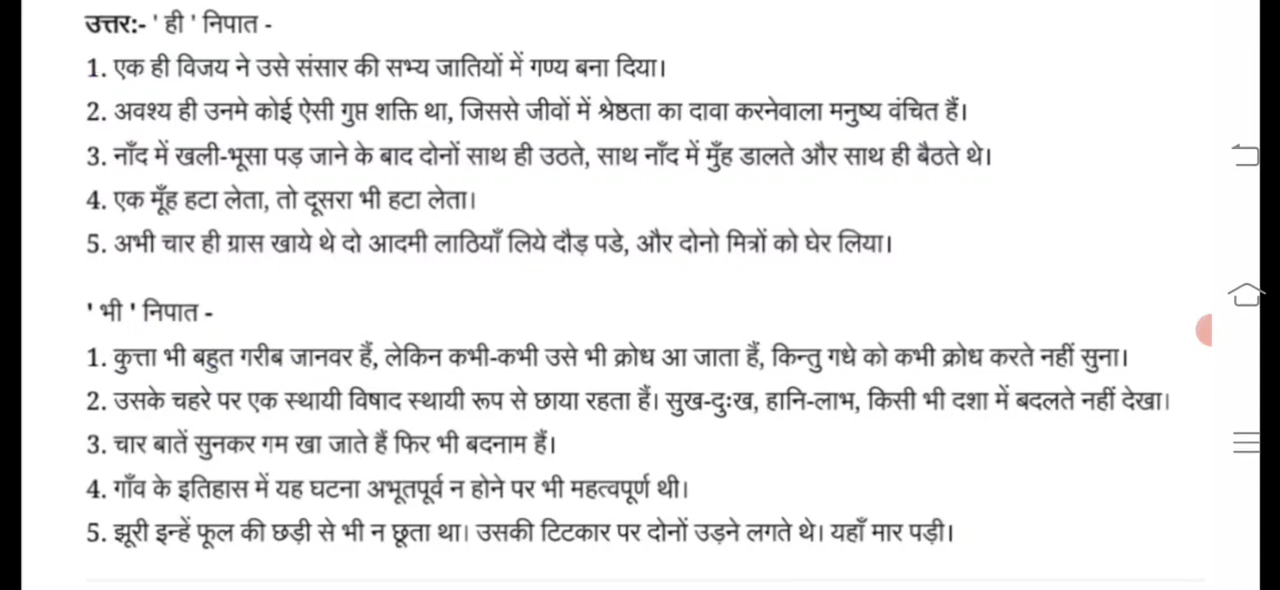 उत्तर:- ' ही ' निपात -
1. एक ही विजय ने उसे संसार की सभ्य जातियों में गण्य बना दिया।
2. अवश्य ही उनमे कोई ऐसी गुप्त शक्ति था, जिससे जीवों में श्रेष्ठता का दावा करनेवाला मनुष्य वंचित हैं।
3. नाँद में खली-भूसा पड़ जाने के बाद दोनों साथ ही उठते, साथ नाँद में मुँह डालते और साथ ही बैठते थे।
4. एक मूँह हटा लेता, तो दूसरा भी हटा लेता।
5. अभी चार ही ग्रास खाये थे दो आदमी लाठियाँ लिये दौड़ पडे, और दोनो मित्रों को घेर लिया।
' भी ' निपात -
1. कुत्ता भी बहुत गरीब जानवर हैं, लेकिन कभी-कभी उसे भी क्रोध आ जाता हैं, किन्तु गधे को कभी क्रोध करते नहीं सुना।
2. उसके चहरे पर एक स्थायी विषाद स्थायी रूप से छाया रहता हैं। सुख-दुःख, हानि-लाभ, किसी भी दशा में बदलते नहीं देखा।
3. चार बातें सुनकर गम खा जाते हैं फिर भी बदनाम हैं।
4. गाँव के इतिहास में यह घटना अभूतपूर्व न होने पर भी महत्वपूर्ण थी।
5. झूरी इन्हें फूल की छड़ी से भी न छूता था। उसकी टिटकार पर दोनों उड़ने लगते थे। यहाँ मार पड़ी।